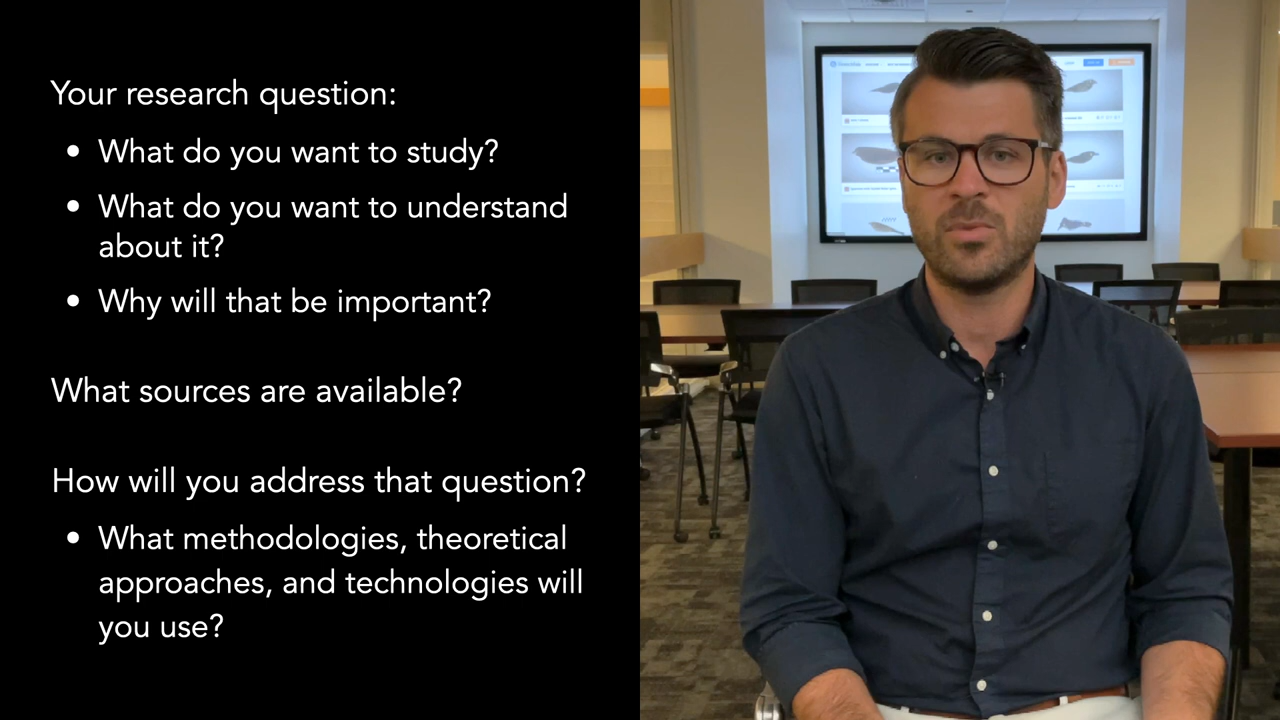 Your research question:
• What do you want to study?
• What do you want to understand
about it?
• Why will that be important?
What sources are available?
How will you address that question?
• What methodologies, theoretical
approaches, and technologies will
you use?